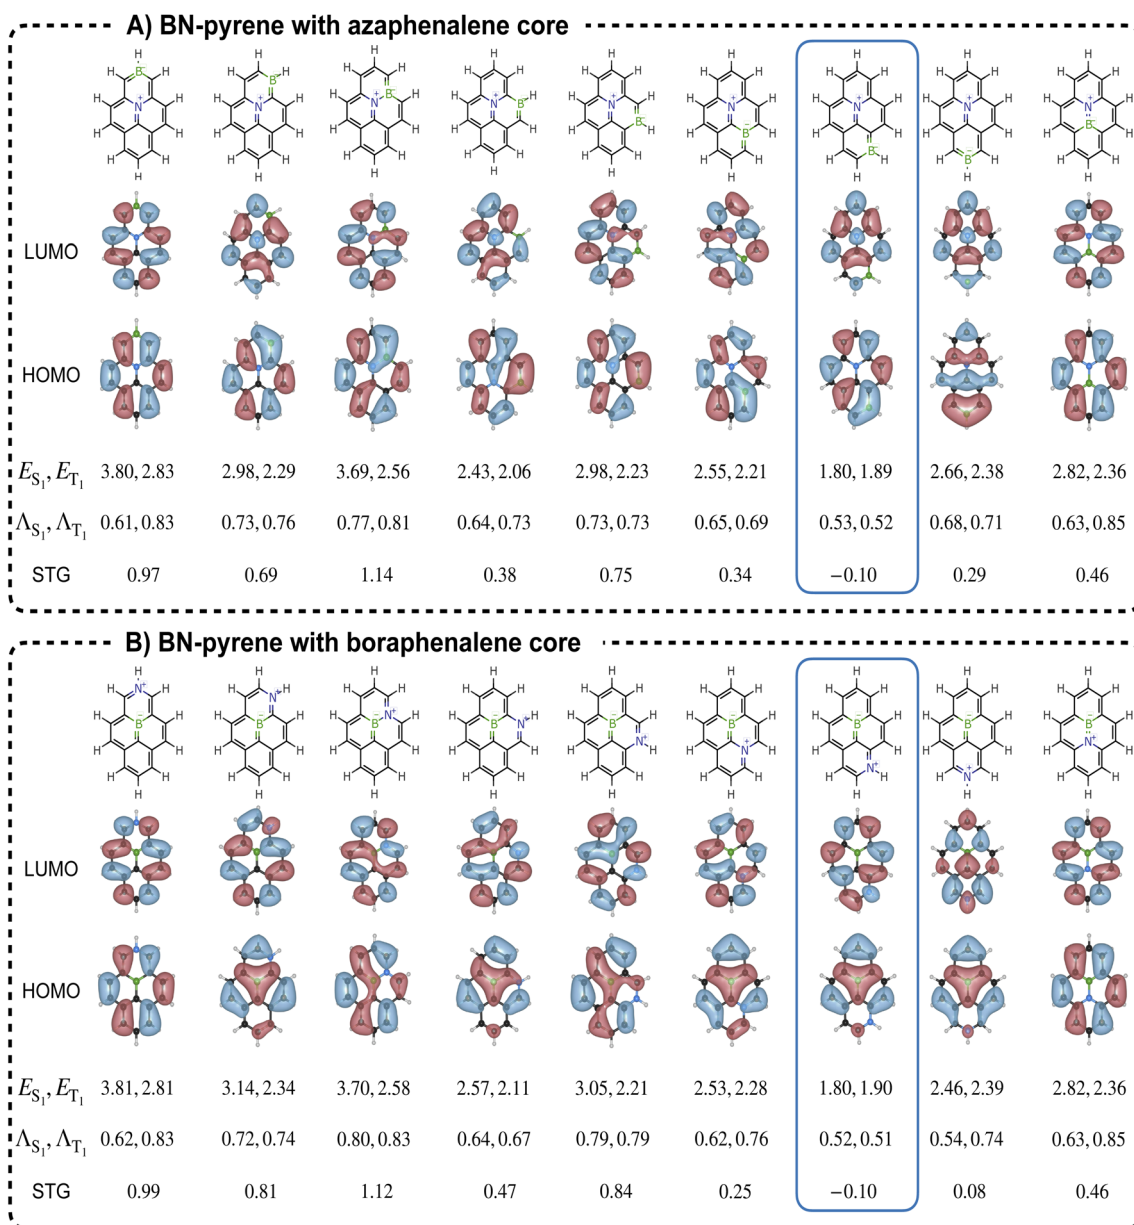 A) BN-pyrene with azaphenalene core
LUMO
HOMO
E_S₁, E_T₁ 3.80, 2.83 2.98, 2.29 3.69, 2.56 2.43, 2.06 2.98, 2.23 2.55, 2.21 1.80, 1.89 2.66, 2.38 2.82, 2.36
Λ_S₁, Λ_T₁ 0.61, 0.83 0.73, 0.76 0.77, 0.81 0.64, 0.73 0.73, 0.73 0.65, 0.69 0.53, 0.52 0.68, 0.71 0.63, 0.85
STG 0.97 0.69 1.14 0.38 0.75 0.34 −0.10 0.29 0.46
B) BN-pyrene with boraphenalene core
LUMO
HOMO
E_S₁, E_T₁ 3.81, 2.81 3.14, 2.34 3.70, 2.58 2.57, 2.11 3.05, 2.21 2.53, 2.28 1.80, 1.90 2.46, 2.39 2.82, 2.36
Λ_S₁, Λ_T₁ 0.62, 0.83 0.72, 0.74 0.80, 0.83 0.64, 0.67 0.79, 0.79 0.62, 0.76 0.52, 0.51 0.54, 0.74 0.63, 0.85
STG 0.99 0.81 1.12 0.47 0.84 0.25 −0.10 0.08 0.46